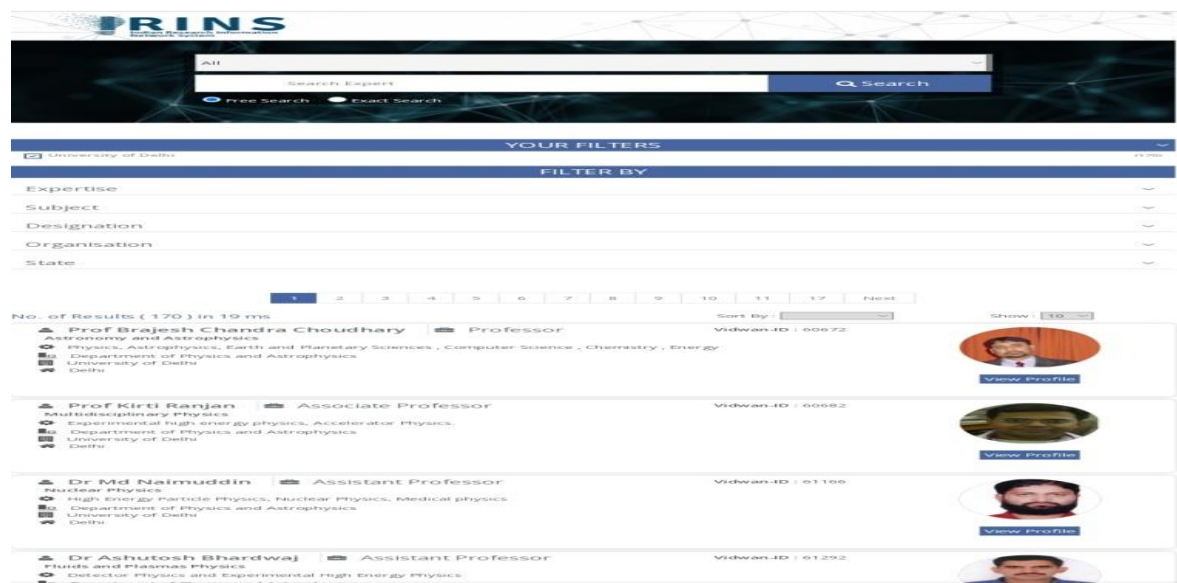 IRINS
Indian Research Information
Network System
All
Search Expert
Search
Free Search Exact Search
YOUR FILTERS
University of Delhi
FILTER BY
Expertise
Subject
Designation
Organisation
State
1 2 3 4 5 6 7 8 9 10 11 17 Next
No. of Results ( 170 ) in 19 ms Sort By : Show : 10
Prof Brajesh Chandra Choudhary Professor Vidwan-ID : 60672
Astronomy and Astrophysics
Physics, Astrophysics, Earth and Planetary Sciences , Computer Science , Chemistry , Energy
Department of Physics and Astrophysics
University of Delhi
Delhi
View Profile
Prof Kirti Ranjan Associate Professor Vidwan-ID : 60682
Multidisciplinary Physics
Experimental high energy physics, Accelerator Physics.
Department of Physics and Astrophysics
University of Delhi
Delhi
View Profile
Dr Md Naimuddin Assistant Professor Vidwan-ID : 61166
Nuclear Physics
High Energy Particle Physics, Nuclear Physics, Medical physics
Department of Physics and Astrophysics
University of Delhi
Delhi
View Profile
Dr Ashutosh Bhardwaj Assistant Professor Vidwan-ID : 61292
Fluids and Plasmas Physics
Detector Physics and Experimental High Energy Physics